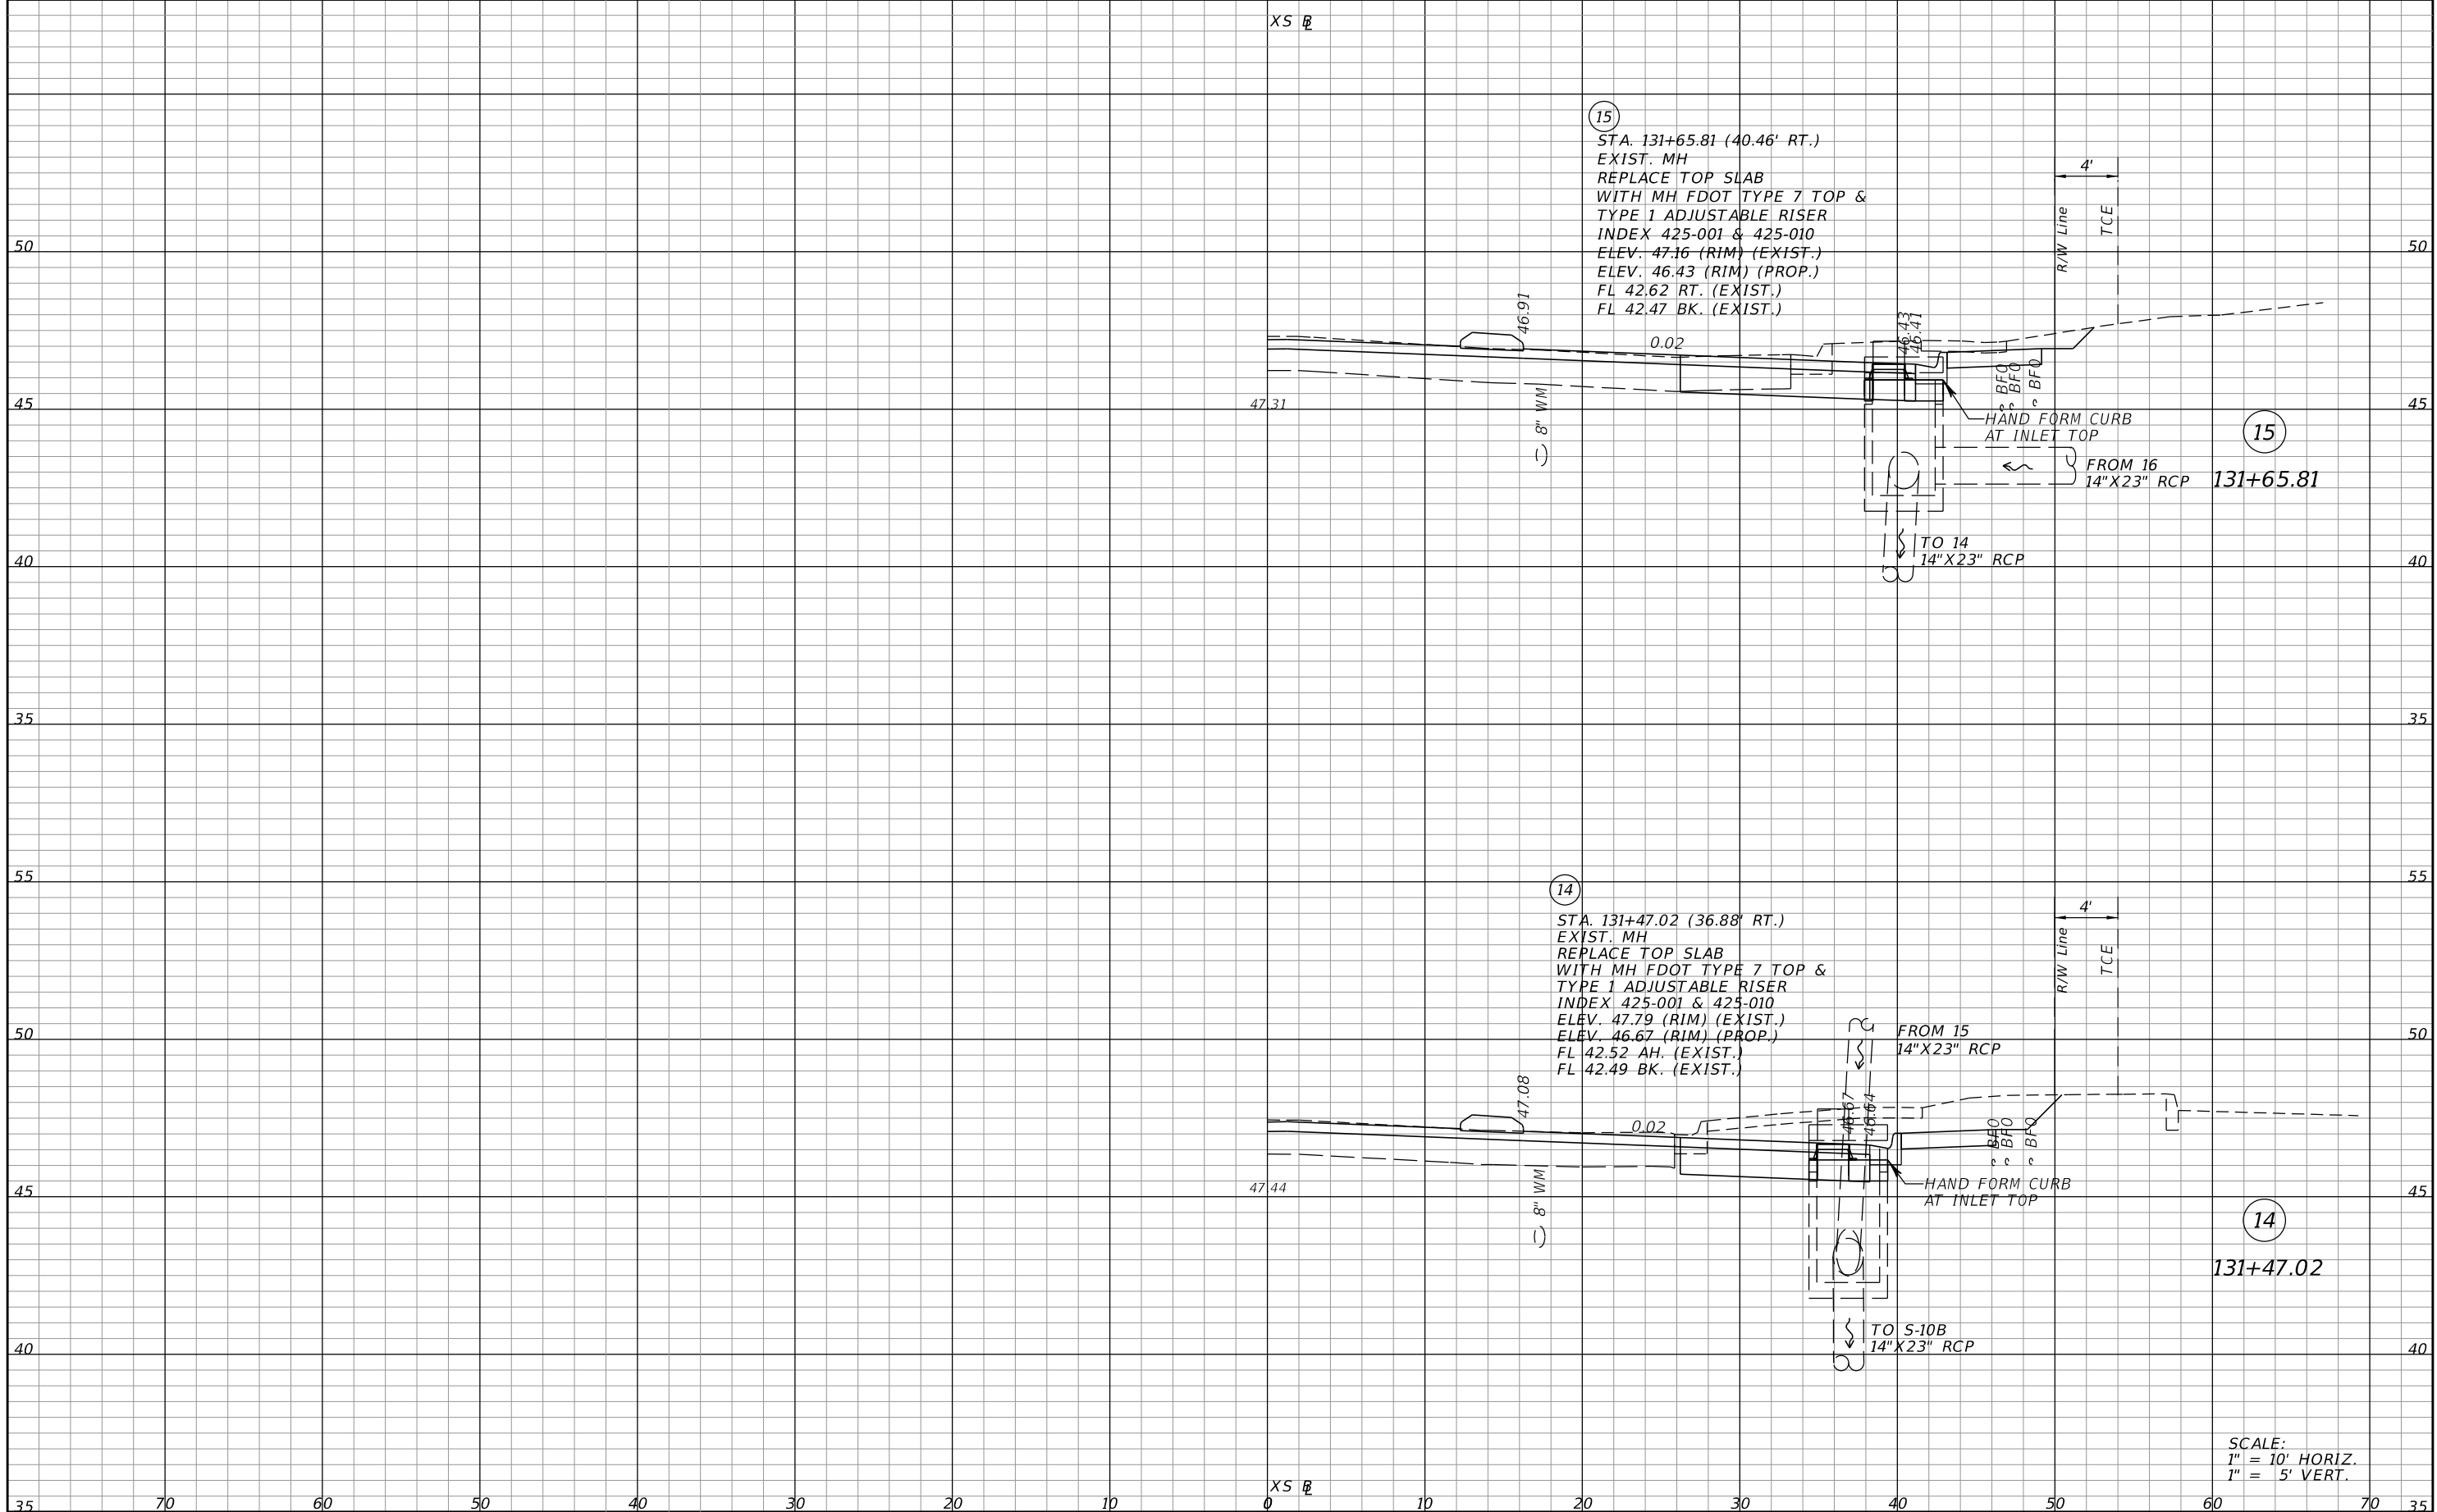 XS BL
15
STA. 131+65.81 (40.46' RT.)
EXIST. MH
REPLACE TOP SLAB
WITH MH FDOT TYPE 7 TOP &
TYPE 1 ADJUSTABLE RISER
INDEX 425-001 & 425-010
ELEV. 47.16 (RIM) (EXIST.)
ELEV. 46.43 (RIM) (PROP.)
FL 42.62 RT. (EXIST.)
FL 42.47 BK. (EXIST.)
4'
R/W Line
TCE
50
50
46.91
0.02
46.43
46.41
BFO
BFO
BFO
45
47.31
8" WM
45
HAND FORM CURB
AT INLET TOP
15
FROM 16
14"X23" RCP
131+65.81
TO 14
14"X23" RCP
40
40
35
35
55
55
14
STA. 131+47.02 (36.88' RT.)
EXIST. MH
REPLACE TOP SLAB
WITH MH FDOT TYPE 7 TOP &
TYPE 1 ADJUSTABLE RISER
INDEX 425-001 & 425-010
ELEV. 47.79 (RIM) (EXIST.)
ELEV. 46.67 (RIM) (PROP.)
FL 42.52 AH. (EXIST.)
FL 42.49 BK. (EXIST.)
4'
R/W Line
TCE
50
50
FROM 15
14"X23" RCP
47.08
0.02
46.67
46.64
BFO
BFO
BFO
45
47.44
8" WM
45
HAND FORM CURB
AT INLET TOP
14
131+47.02
TO S-10B
14"X23" RCP
40
40
SCALE:
1" = 10' HORIZ.
1" = 5' VERT.
XS BL
35
70
60
50
40
30
20
10
0
10
20
30
40
50
60
70
35